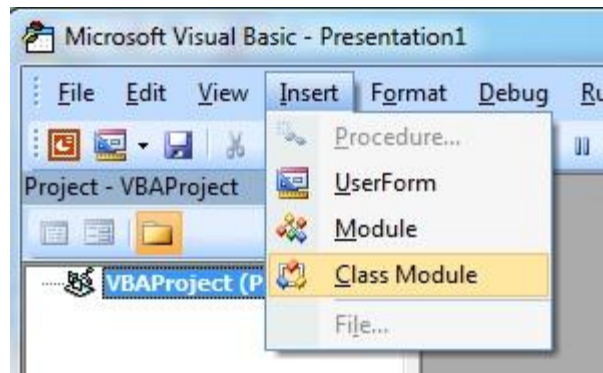 Microsoft Visual Basic - Presentation1
File Edit View Insert Format Debug
Procedure...
Project - VBAProject
UserForm
Module
Class Module
VBAProject (P
File...